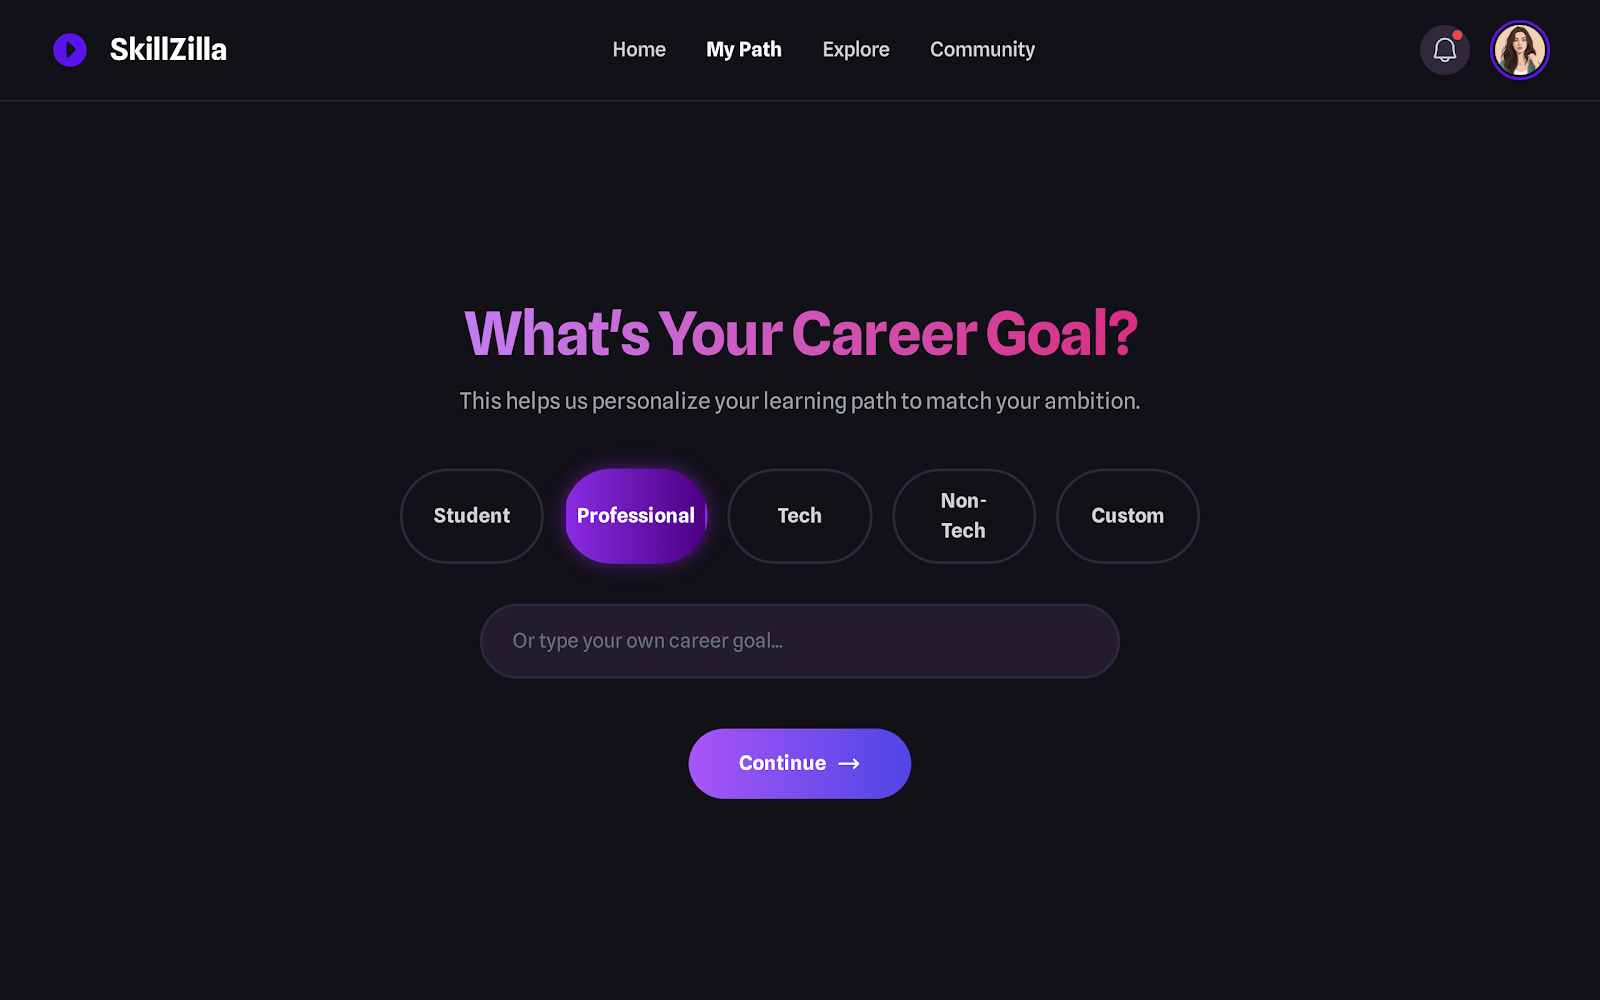 SkillZilla
Home
My Path
Explore
Community
What's Your Career Goal?
This helps us personalize your learning path to match your ambition.
Student
Professional
Tech
Non-
Tech
Custom
Or type your own career goal...
Continue →